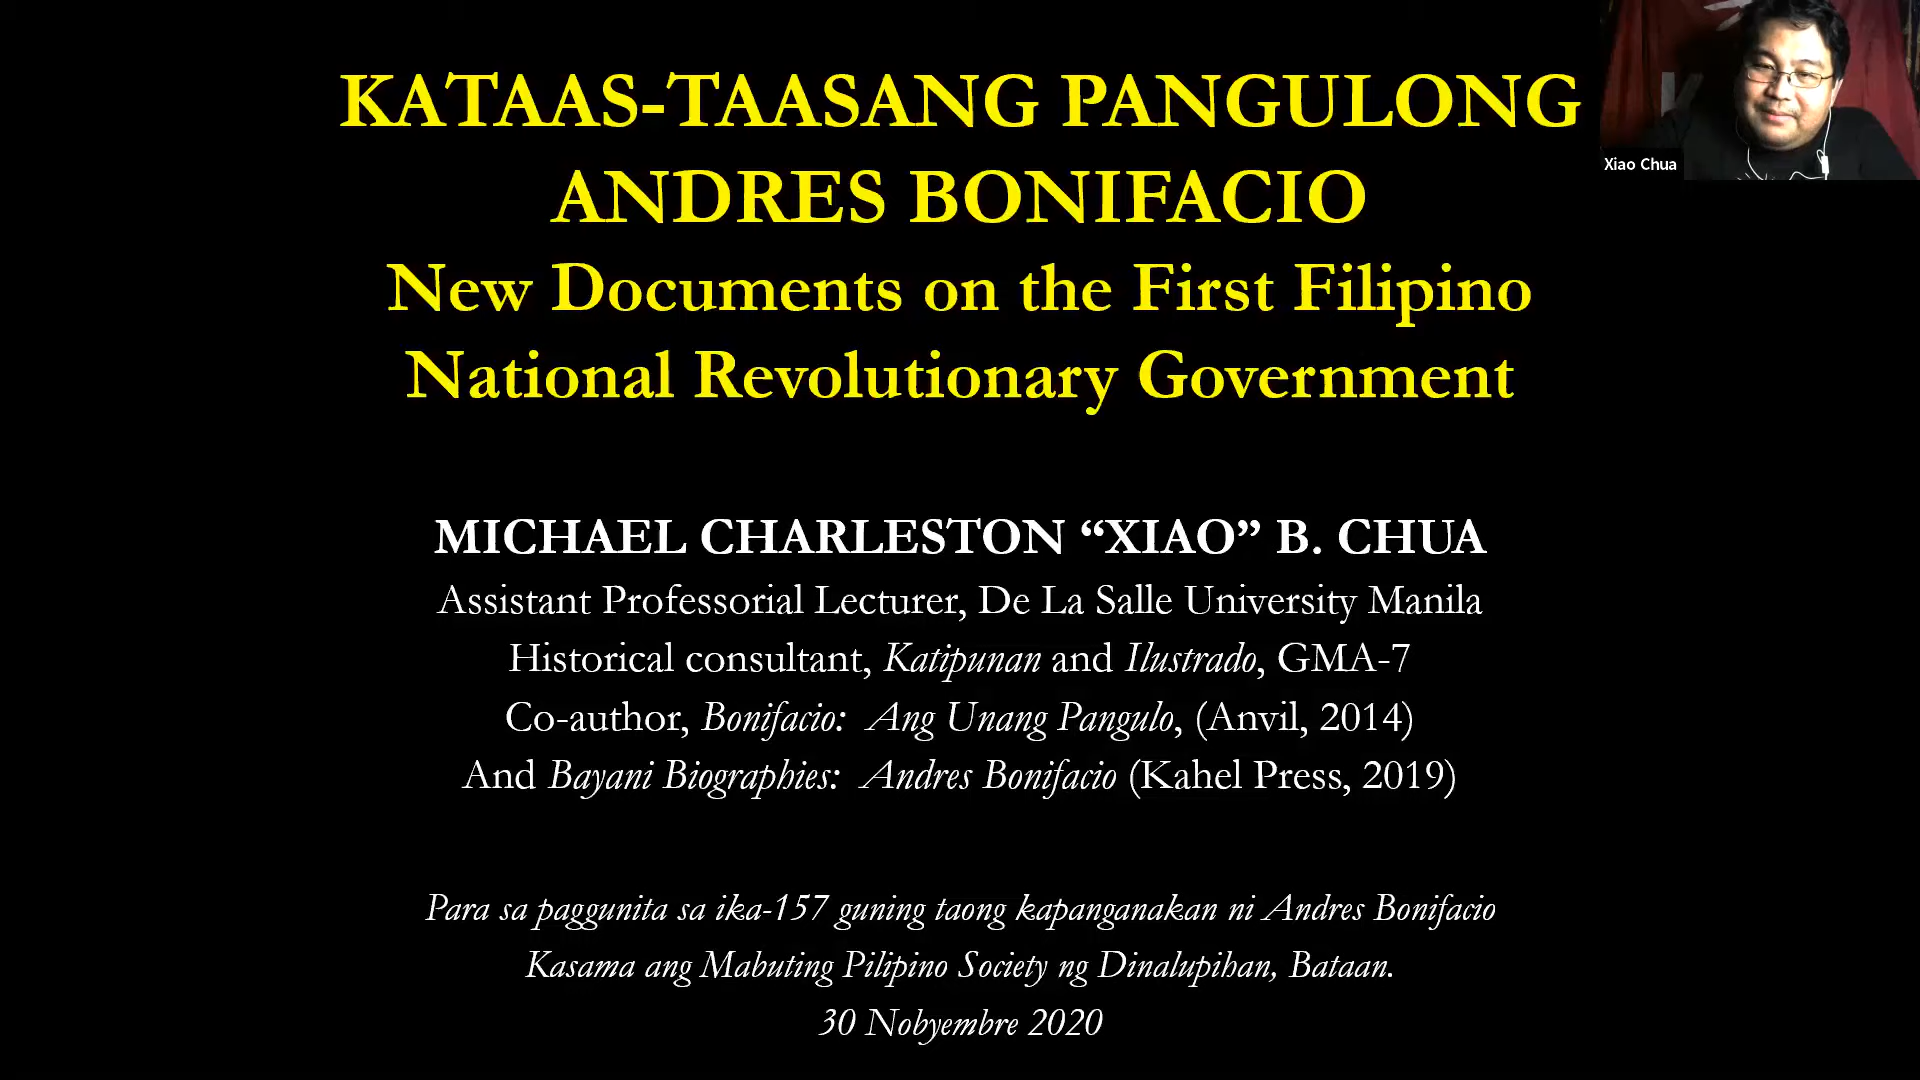 KATAAS-TAASANG PANGULONG
ANDRES BONIFACIO
New Documents on the First Filipino
National Revolutionary Government
Xiao Chua
MICHAEL CHARLESTON “XIAO” B. CHUA
Assistant Professorial Lecturer, De La Salle University Manila
Historical consultant, Katipunan and Ilustrado, GMA-7
Co-author, Bonifacio: Ang Unang Pangulo, (Anvil, 2014)
And Bayani Biographies: Andres Bonifacio (Kahel Press, 2019)
Para sa paggunita sa ika-157 guning taong kapanganakan ni Andres Bonifacio
Kasama ang Mabuting Pilipino Society ng Dinalupihan, Bataan.
30 Nobyembre 2020